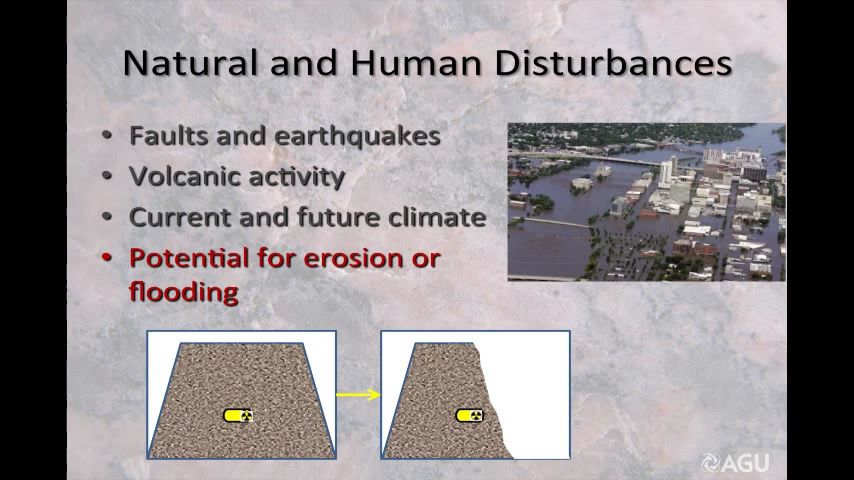 Natural and Human Disturbances
• Faults and earthquakes
• Volcanic activity
• Current and future climate
• Potential for erosion or
flooding
AGU